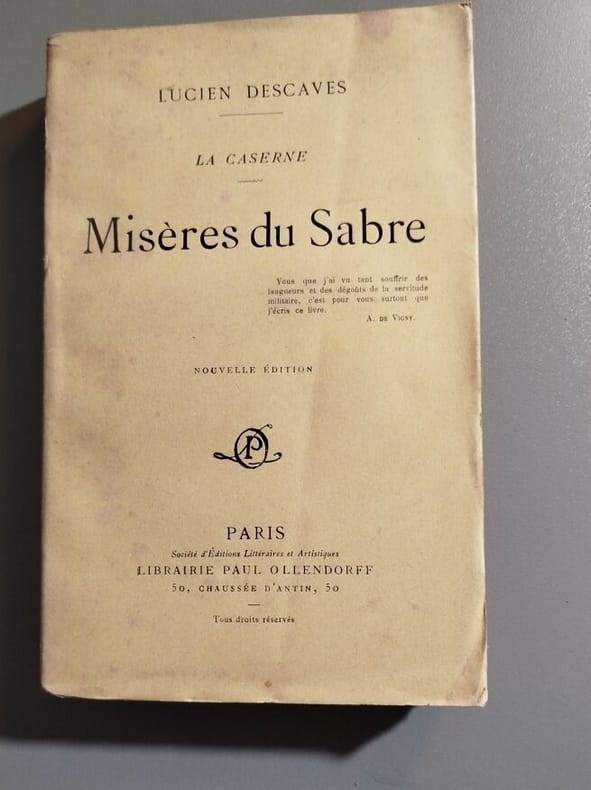 LUCIEN DESCAVES
LA CASERNE
Misères du Sabre
Vous que j'ai vu tant souffrir des
langueurs et des dégoûts de la servitude
militaire, c'est pour vous surtout que
j'écris ce livre.
A. DE VIGNY.
NOUVELLE ÉDITION
PO
PARIS
Société d'Éditions Littéraires et Artistiques
LIBRAIRIE PAUL OLLENDORFF
50, CHAUSSÉE D'ANTIN, 50
Tous droits réservés